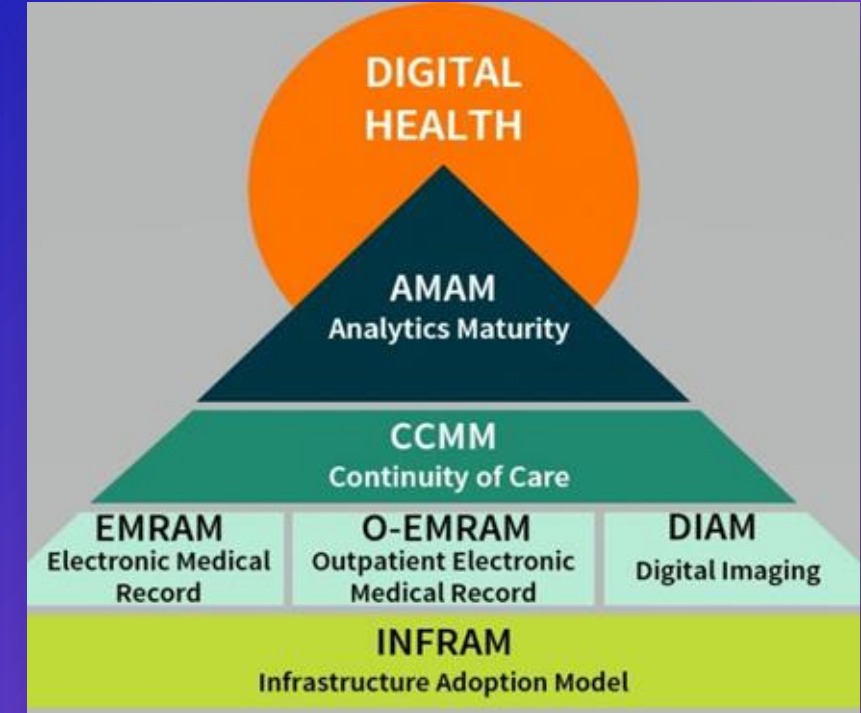 DIGITAL
HEALTH
AMAM
Analytics Maturity
CCMM
Continuity of Care
EMRAM
Electronic Medical
Record
O-EMRAM
Outpatient Electronic
Medical Record
DIAM
Digital Imaging
INFRAM
Infrastructure Adoption Model